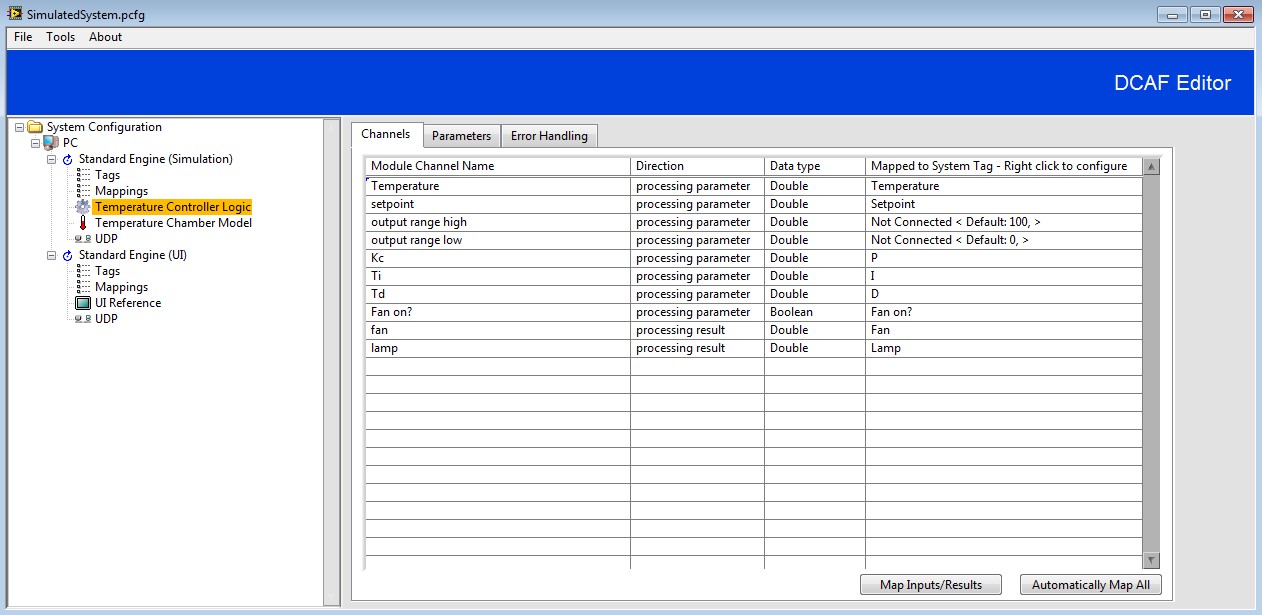 SimulatedSystem.pcfg
File Tools About
DCAF Editor
System Configuration
PC
Standard Engine (Simulation)
Tags
Mappings
Temperature Controller Logic
Temperature Chamber Model
UDP
Standard Engine (UI)
Tags
Mappings
UI Reference
UDP
Channels Parameters Error Handling
Module Channel Name Direction Data type Mapped to System Tag - Right click to configure
Temperature processing parameter Double Temperature
setpoint processing parameter Double Setpoint
output range high processing parameter Double Not Connected < Default: 100, >
output range low processing parameter Double Not Connected < Default: 0, >
Kc processing parameter Double P
Ti processing parameter Double I
Td processing parameter Double D
Fan on? processing parameter Boolean Fan on?
fan processing result Double Fan
lamp processing result Double Lamp
Map Inputs/Results Automatically Map All